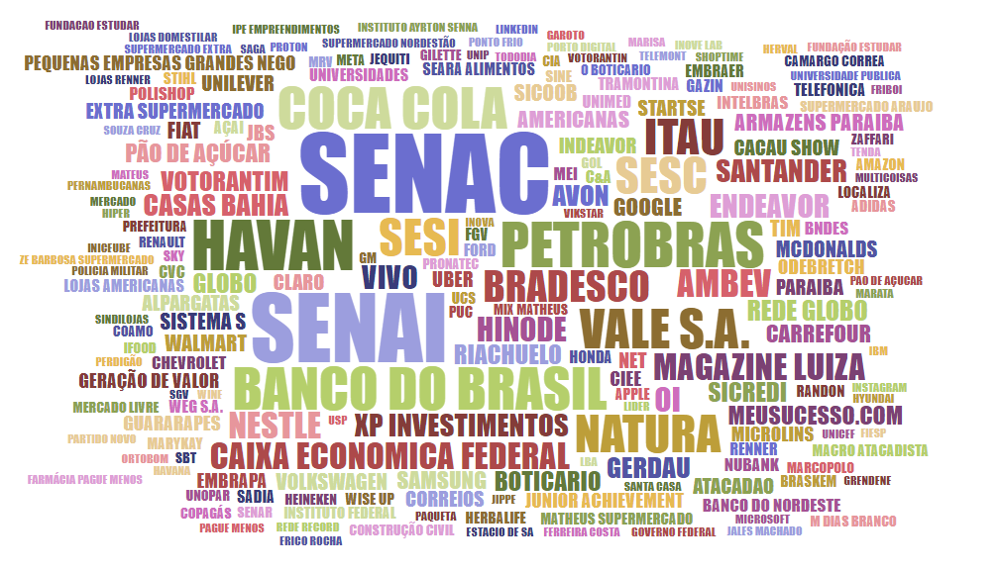 FUNDACAO ESTUDAR
IPE EMPREENDIMENTOS
INSTITUTO AYRTON SENNA
LINKEDIN
LOJAS DOMESTILAR
GAROTO
SUPERMERCADO EXTRA
SAGA
PROTON
SUPERMERCADO NORDESTÃO
PONTO FRIO
PORTO DIGITAL
MARISA
INOVE LAB
HERVAL
FUNDAÇÃO ESTUDAR
PEQUENAS EMPRESAS GRANDES NEGO
MRV
META
JEQUITI
GILETTE
UNIP
TODODIA
CIA
VOTORANTIN
TELEMONT
SHOPTIME
CAMARGO CORREA
LOJAS RENNER
STIHL
UNILEVER
UNIVERSIDADES
SEARA ALIMENTOS
SINE
O BOTICARIO
EMBRAER
UNIVERSIDADE PUBLICA
POLISHOP
COCA COLA
SICOOB
TRAMONTINA
GAZIN
UNISINOS
TELEFONICA
FRIBOI
EXTRA SUPERMERCADO
UNIMED
STARTSE
INTELBRAS
SUPERMERCADO ARAUJO
SOUZA CRUZ
FIAT
AÇAI
JBS
AMERICANAS
ITAU
ARMAZENS PARAIBA
PÃO DE AÇÚCAR
SENAC
INDEAVOR
CACAU SHOW
ZAFFARI
TENDA
MATEUS
PERNAMBUCANAS
VOTORANTIM
MEI
GOL
C&A
SESC
SANTANDER
AMAZON
MULTICOISAS
MERCADO
HIPER
CASAS BAHIA
AVON
VIKSTAR
GOOGLE
ENDEAVOR
LOCALIZA
ADIDAS
PREFEITURA
HAVAN
SESI
INOVA
FGV
PETROBRAS
TIM
BNDES
INICEUBE
RENAULT
FORD
MCDONALDS
ZE BARBOSA SUPERMERCADO
SKY
GM
PRONATEC
ODEBRETCH
POLICIA MILITAR
CVC
VIVO
UBER
BRADESCO
AMBEV
PARAIBA
PAO DE AÇUCAR
LOJAS AMERICANAS
GLOBO
CLARO
MARATA
ALPARGATAS
SENAI
UCS
PUC
MIX MATHEUS
REDE GLOBO
SINDILOJAS
SISTEMA S
HINODE
VALE S.A.
CARREFOUR
COAMO
IFOOD
WALMART
RIACHUELO
HONDA
NET
MAGAZINE LUIZA
IBM
PERDIGÃO
CHEVROLET
GERAÇÃO DE VALOR
BANCO DO BRASIL
CIEE
SICREDI
RANDON
INSTAGRAM
HYUNDAI
SGV
WINE
APPLE
LIDER
OI
MERCADO LIVRE
WEG S.A.
MEUSUCESSO.COM
GUARARAPES
NESTLE
USP
XP INVESTIMENTOS
NATURA
MICROLINS
UNICEF
FIESP
PARTIDO NOVO
MARYKAY
RENNER
MACRO ATACADISTA
ORTOBOM
SBT
CAIXA ECONOMICA FEDERAL
LBA
GERDAU
NUBANK
MARCOPOLO
HAVANA
FARMÁCIA PAGUE MENOS
EMBRAPA
VOLKSWAGEN
SAMSUNG
BOTICARIO
SANTA CASA
ATACADAO
BRASKEM
GRENDENE
UNOPAR
SADIA
HEINEKEN
WISE UP
CORREIOS
JIPPE
JUNIOR ACHIEVEMENT
BANCO DO NORDESTE
COPAGÁS
SENAR
INSTITUTO FEDERAL
PAQUETA
HERBALIFE
MATHEUS SUPERMERCADO
MICROSOFT
M DIAS BRANCO
PAGUE MENOS
REDE RECORD
CONSTRUÇÃO CIVIL
ESTACIO DE SA
FERREIRA COSTA
GOVERNO FEDERAL
JALES MACHADO
ERICO ROCHA